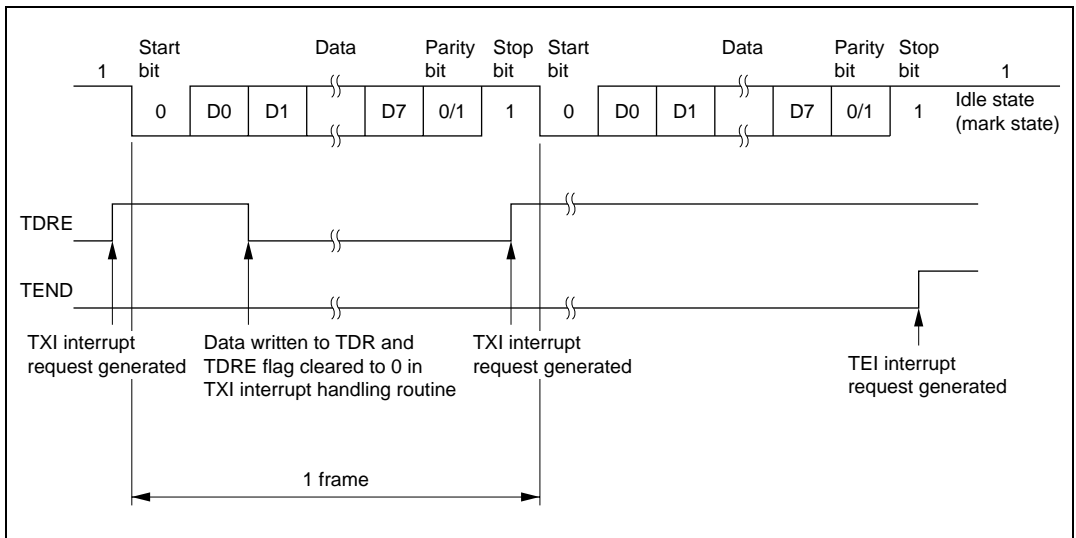 Start Data Parity Stop Start Data Parity Stop
1 bit bit bit bit bit bit 1
0 D0 D1 D7 0/1 1 0 D0 D1 D7 0/1 1 Idle state
(mark state)
TDRE
TEND
TXI interrupt
request generated
Data written to TDR and
TDRE flag cleared to 0 in
TXI interrupt handling routine
TXI interrupt
request generated
TEI interrupt
request generated
1 frame